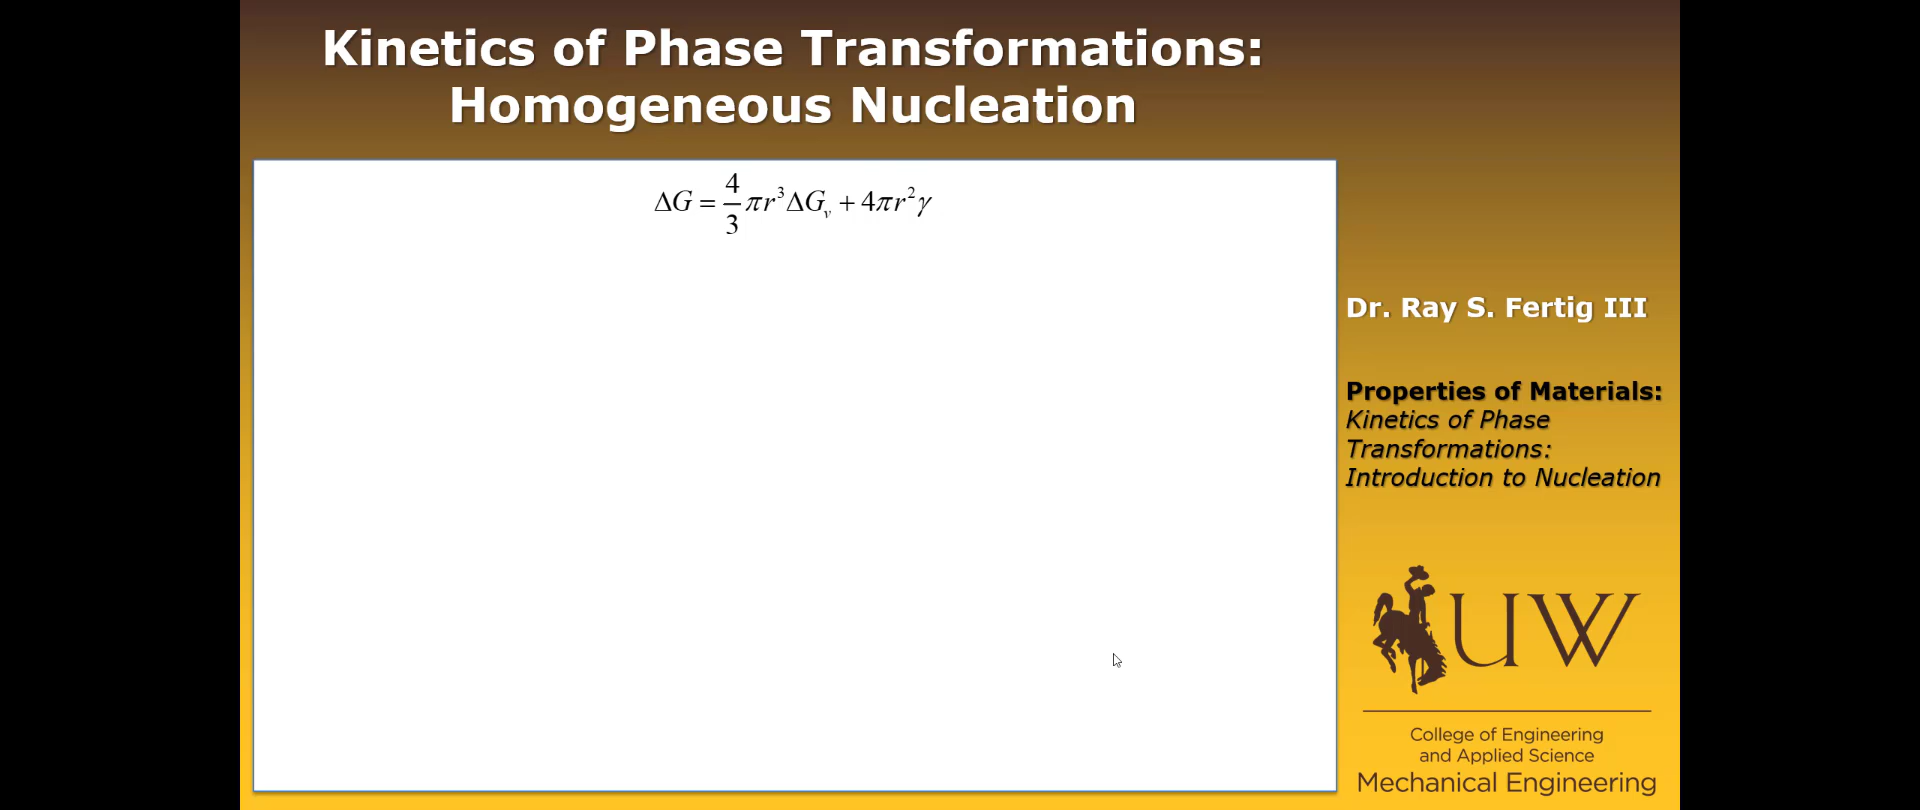 Kinetics of Phase Transformations:
Homogeneous Nucleation
ΔG = 4/3 πr³ΔGᵥ + 4πr²γ
Dr. Ray S. Fertig III
Properties of Materials:
Kinetics of Phase
Transformations:
Introduction to Nucleation
UW
College of Engineering
and Applied Science
Mechanical Engineering